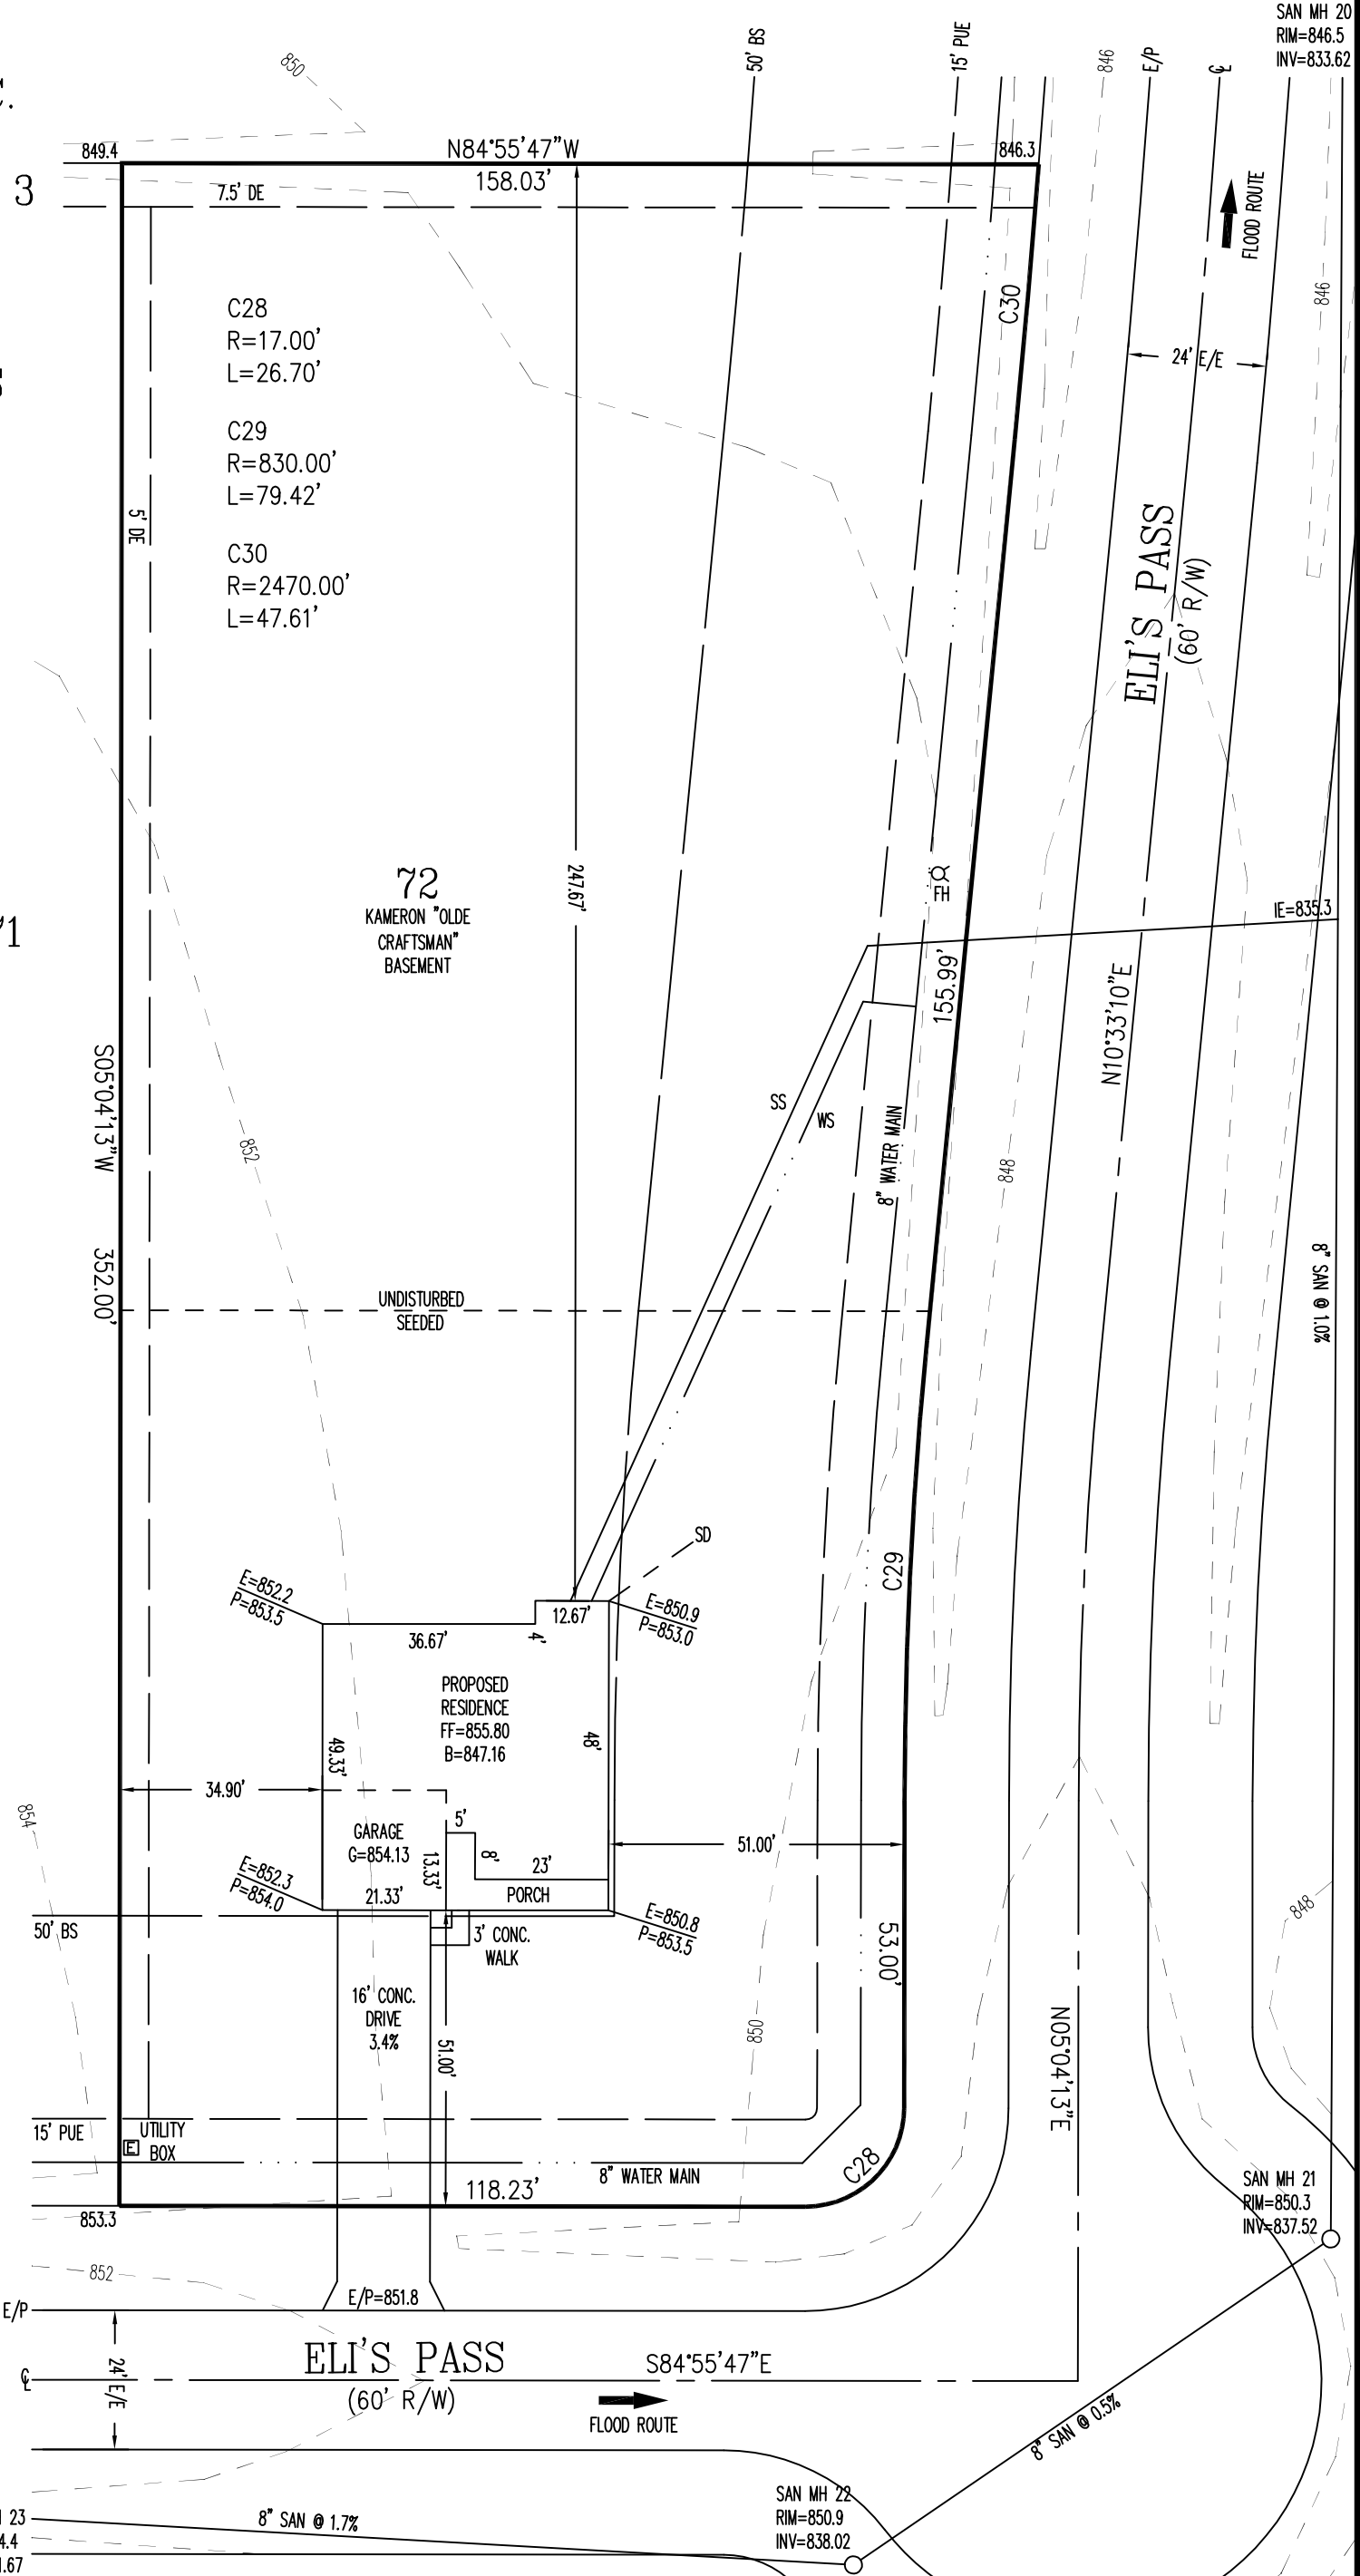 SAN MH 20
RIM=846.5
INV=833.62
50' BS
15' PUE
846
E/P
℄
850
849.4
N84°55'47"W
846.3
158.03'
3
7.5' DE
FLOOD ROUTE
C30
846
C28
R=17.00'
L=26.70'
24' E/E
C29
R=830.00'
L=79.42'
5' DE
C30
R=2470.00'
L=47.61'
ELI'S PASS
(60' R/W)
247.67'
72
KAMERON "OLDE
CRAFTSMAN"
BASEMENT
FH
IE=835.3
155.99'
N10°33'10"E
S05°04'13"W
352.00'
SS
WS
8" WATER MAIN
848
852
8" SAN @ 1.0%
UNDISTURBED
SEEDED
SD
C29
E=852.2
P=853.5
12.67'
E=850.9
P=853.0
36.67'
4'
PROPOSED
RESIDENCE
FF=855.80
B=847.16
49.33'
48'
34.90'
854
5'
GARAGE
G=854.13
13.33'
8'
51.00'
23'
E=852.3
P=854.0
21.33'
PORCH
E=850.8
P=853.5
848
50' BS
3' CONC.
WALK
53.00'
16' CONC.
DRIVE
3.4%
51.00'
850
N05°04'13"E
15' PUE
UTILITY
BOX
E
8" WATER MAIN
C28
118.23'
853.3
SAN MH 21
RIM=850.3
INV=837.52
852
E/P=851.8
E/P
ELI'S PASS
S84°55'47"E
24' E/E
℄
(60' R/W)
FLOOD ROUTE
8" SAN @ 0.5%
SAN MH 22
RIM=850.9
INV=838.02
8" SAN @ 1.7%
23
4.4
.67